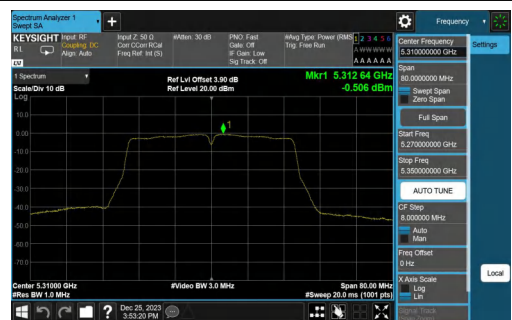 Spectrum Analyzer 1
Swept SA
Frequency
KEYSIGHT Input: RF
R L Coupling: DC
Align: Auto
Input Z: 50 Ω
Corr CCorr RCal
Freq Ref: Int (S)
#Atten: 30 dB
PNO: Fast
Gate: Off
IF Gain: Low
Sig Track: Off
#Avg Type: Power (RMS
Trig: Free Run
1 2 3 4 5 6
A W W W W W
A A A A A A
LXI
1 Spectrum
Scale/Div 10 dB
Ref Lvl Offset 3.90 dB
Ref Level 20.00 dBm
Mkr1 5.312 64 GHz
-0.506 dBm
Log
10.0
0.00
-10.0
-20.0
-30.0
-40.0
-50.0
-60.0
-70.0
1
Center 5.31000 GHz
#Res BW 1.0 MHz
#Video BW 3.0 MHz
Span 80.00 MHz
#Sweep 20.0 ms (1001 pts)
Dec 25, 2023
3:53:20 PM
Center Frequency
5.310000000 GHz
Settings
Span
80.0000000 MHz
Swept Span
Zero Span
Full Span
Start Freq
5.270000000 GHz
Stop Freq
5.350000000 GHz
AUTO TUNE
CF Step
8.000000 MHz
Auto
Man
Freq Offset
0 Hz
X Axis Scale
Log
Lin
Local
Signal Track